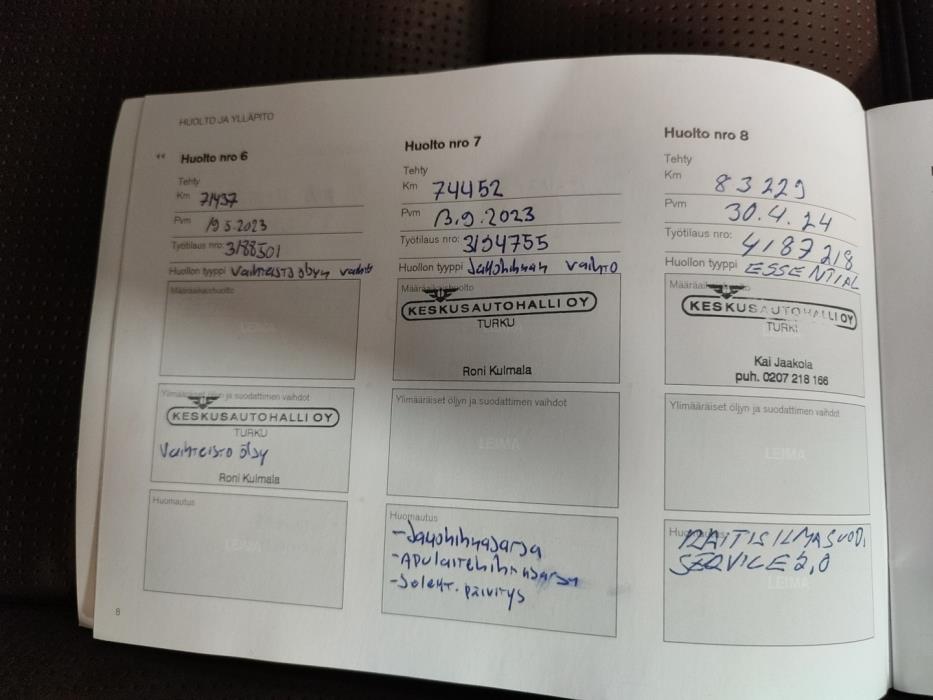 HUOLTO JA YLLÄPITO
◄◄ Huolto nro 6
Tehty
Km 71437
Pvm 19.5.2023
Työtilaus nro: 3188501
Huollon tyyppi Vaihteisto öljyn vaihto
Määräaikaishuolto
LEIMA
Ylimääräiset öljyn ja suodattimen vaihdot
KESKUSAUTOHALLI OY
TURKU
Vaihteisto öljy
Roni Kulmala
Huomautus
LEIMA
8
Huolto nro 7
Tehty
Km 74452
Pvm 13.9.2023
Työtilaus nro: 3194755
Huollon tyyppi Jakohihnan vaihto
Määräaikaishuolto
KESKUSAUTOHALLI OY
TURKU
Roni Kulmala
Ylimääräiset öljyn ja suodattimen vaihdot
LEIMA
Huomautus
-Jakohihnasarja
-Apulaitehihnasarja
-Jäleht. päivitys
Huolto nro 8
Tehty
Km 83229
Pvm 30.4.24
Työtilaus nro: 4187218
Huollon tyyppi ESSENTIAL
Määräaikaishuolto
KESKUSAUTOHALLI OY
TURKU
Kai Jaakola
puh. 0207 218 166
Ylimääräiset öljyn ja suodattimen vaihdot
LEIMA
Huomautus
RAITISILMASUOD.
SERVICE 2,0
LEIMA